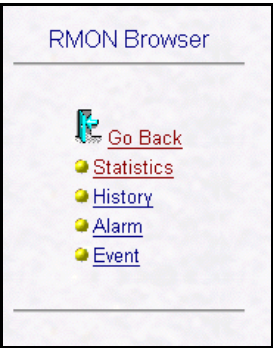 RMON Browser
Go Back
Statistics
History
Alarm
Event